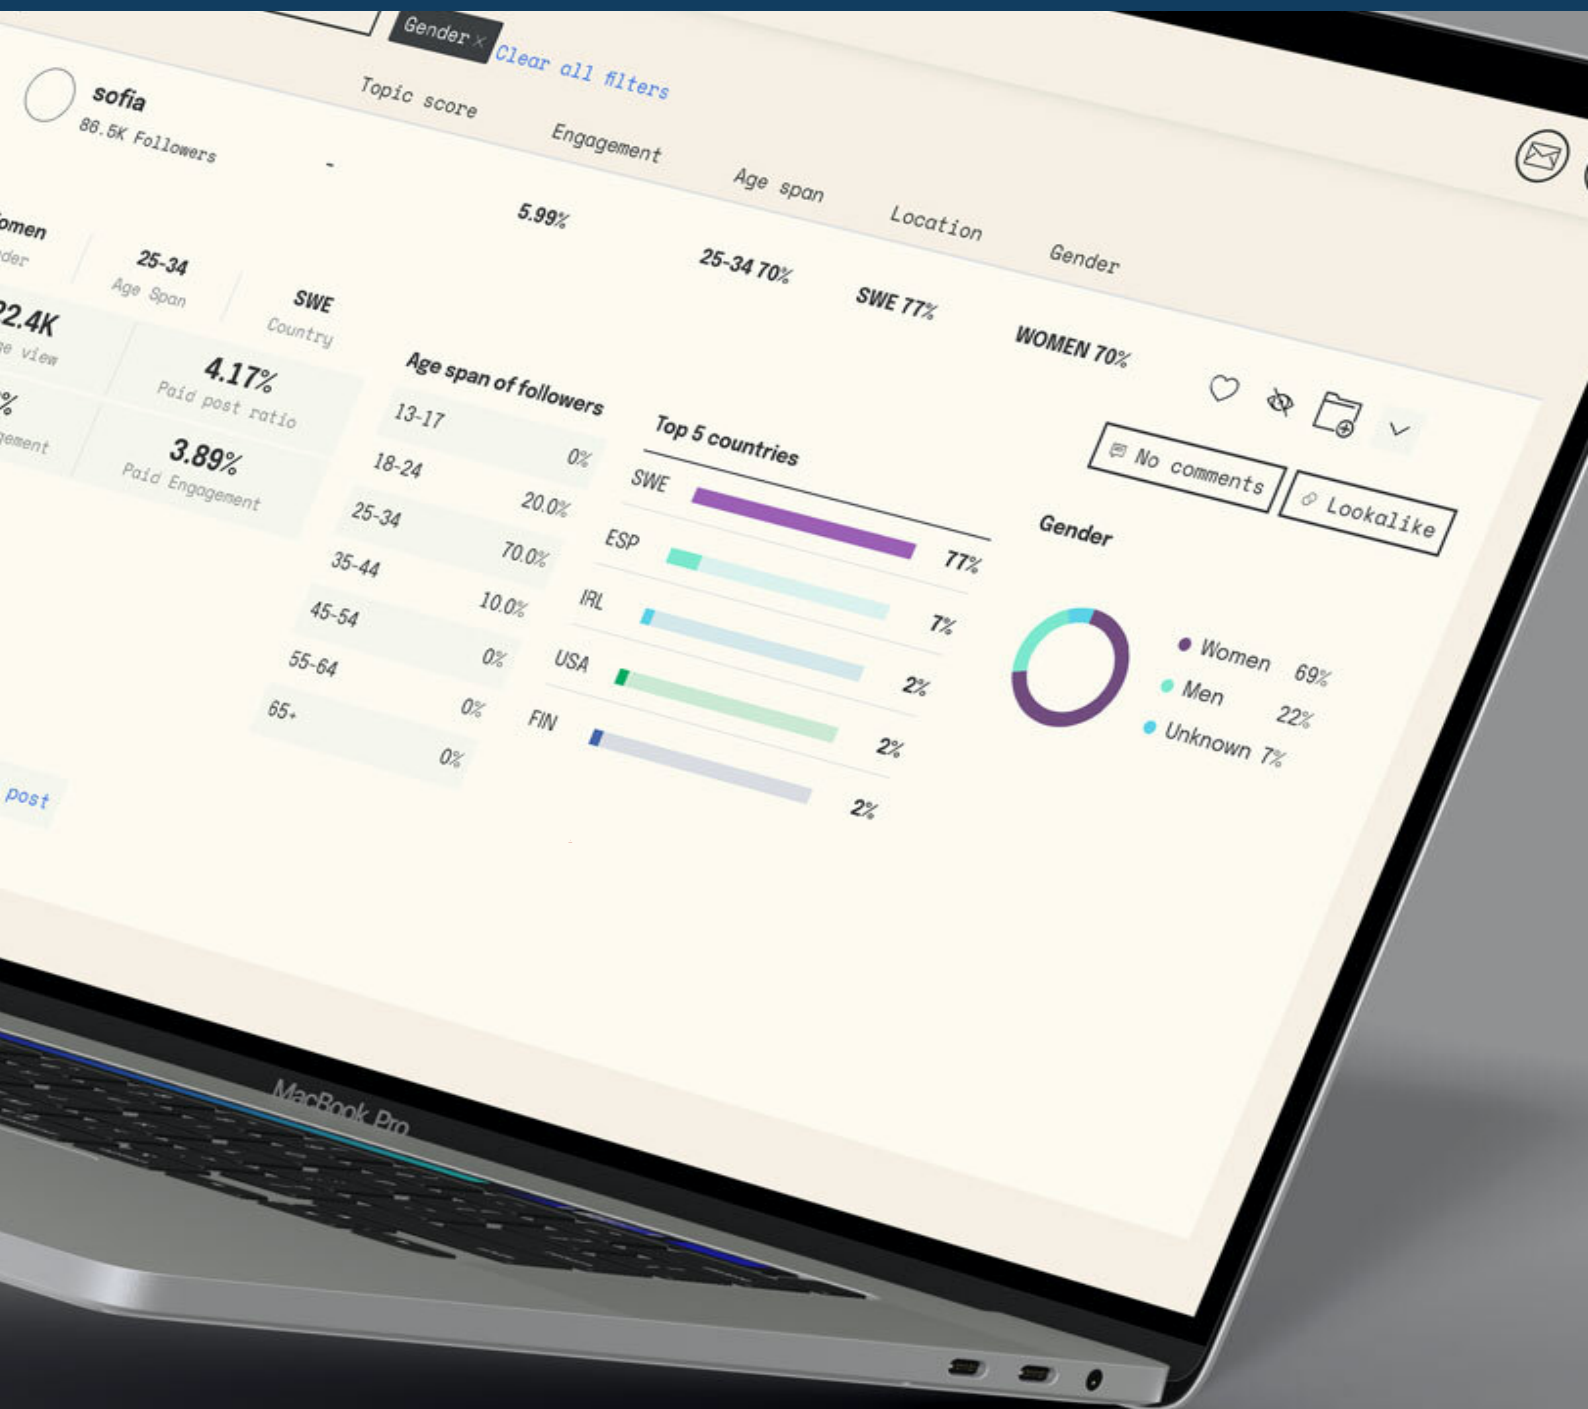 Gender ×
Clear all filters
Topic score
Engagement
Age span
Location
Gender
sofia
86.5K Followers
-
5.99%
25-34 70%
SWE 77%
WOMEN 70%
25-34
Age Span
SWE
Country
4.17%
Paid post ratio
3.89%
Paid Engagement
view
post
Age span of followers
13-17 0%
18-24 20.0%
25-34 70.0%
35-44 10.0%
45-54 0%
55-64 0%
65+ 0%
Top 5 countries
SWE 77%
ESP 7%
IRL 2%
USA 2%
FIN 2%
No comments
Lookalike
Gender
Women 69%
Men 22%
Unknown 7%
MacBook Pro